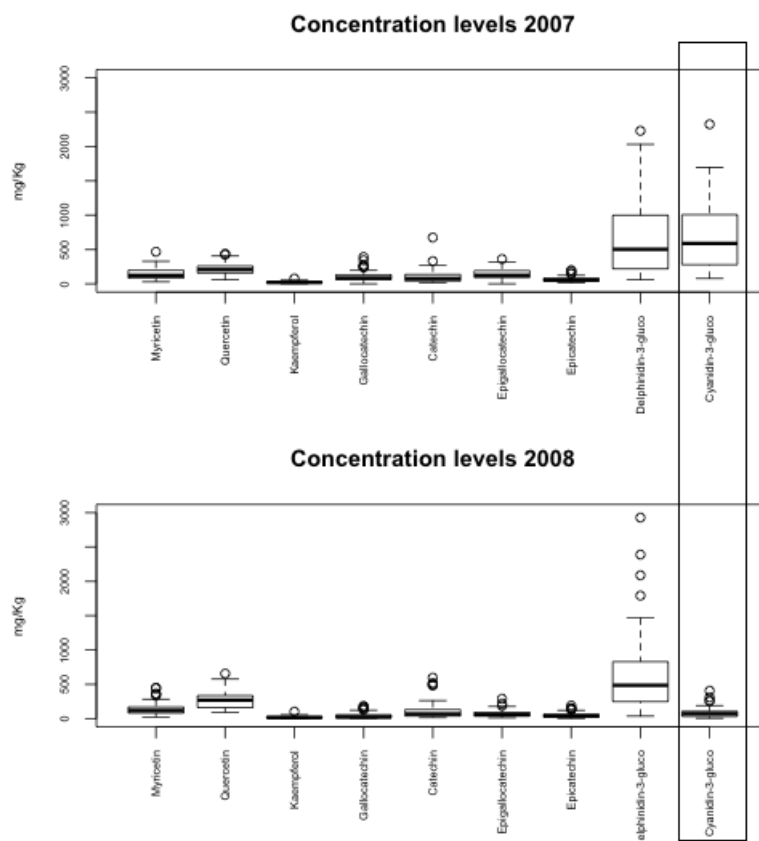 Concentration levels 2007
mg/Kg
3000
2000
1000
500
0
Myricetin
Quercetin
Kaempferol
Gallocatechin
Catechin
Epigallocatechin
Epicatechin
Delphinidin-3-gluco
Cyanidin-3-gluco
Concentration levels 2008
mg/Kg
3000
2000
1000
500
0
Myricetin
Quercetin
Kaempferol
Gallocatechin
Catechin
Epigallocatechin
Epicatechin
elphinidin-3-gluco
Cyanidin-3-gluco